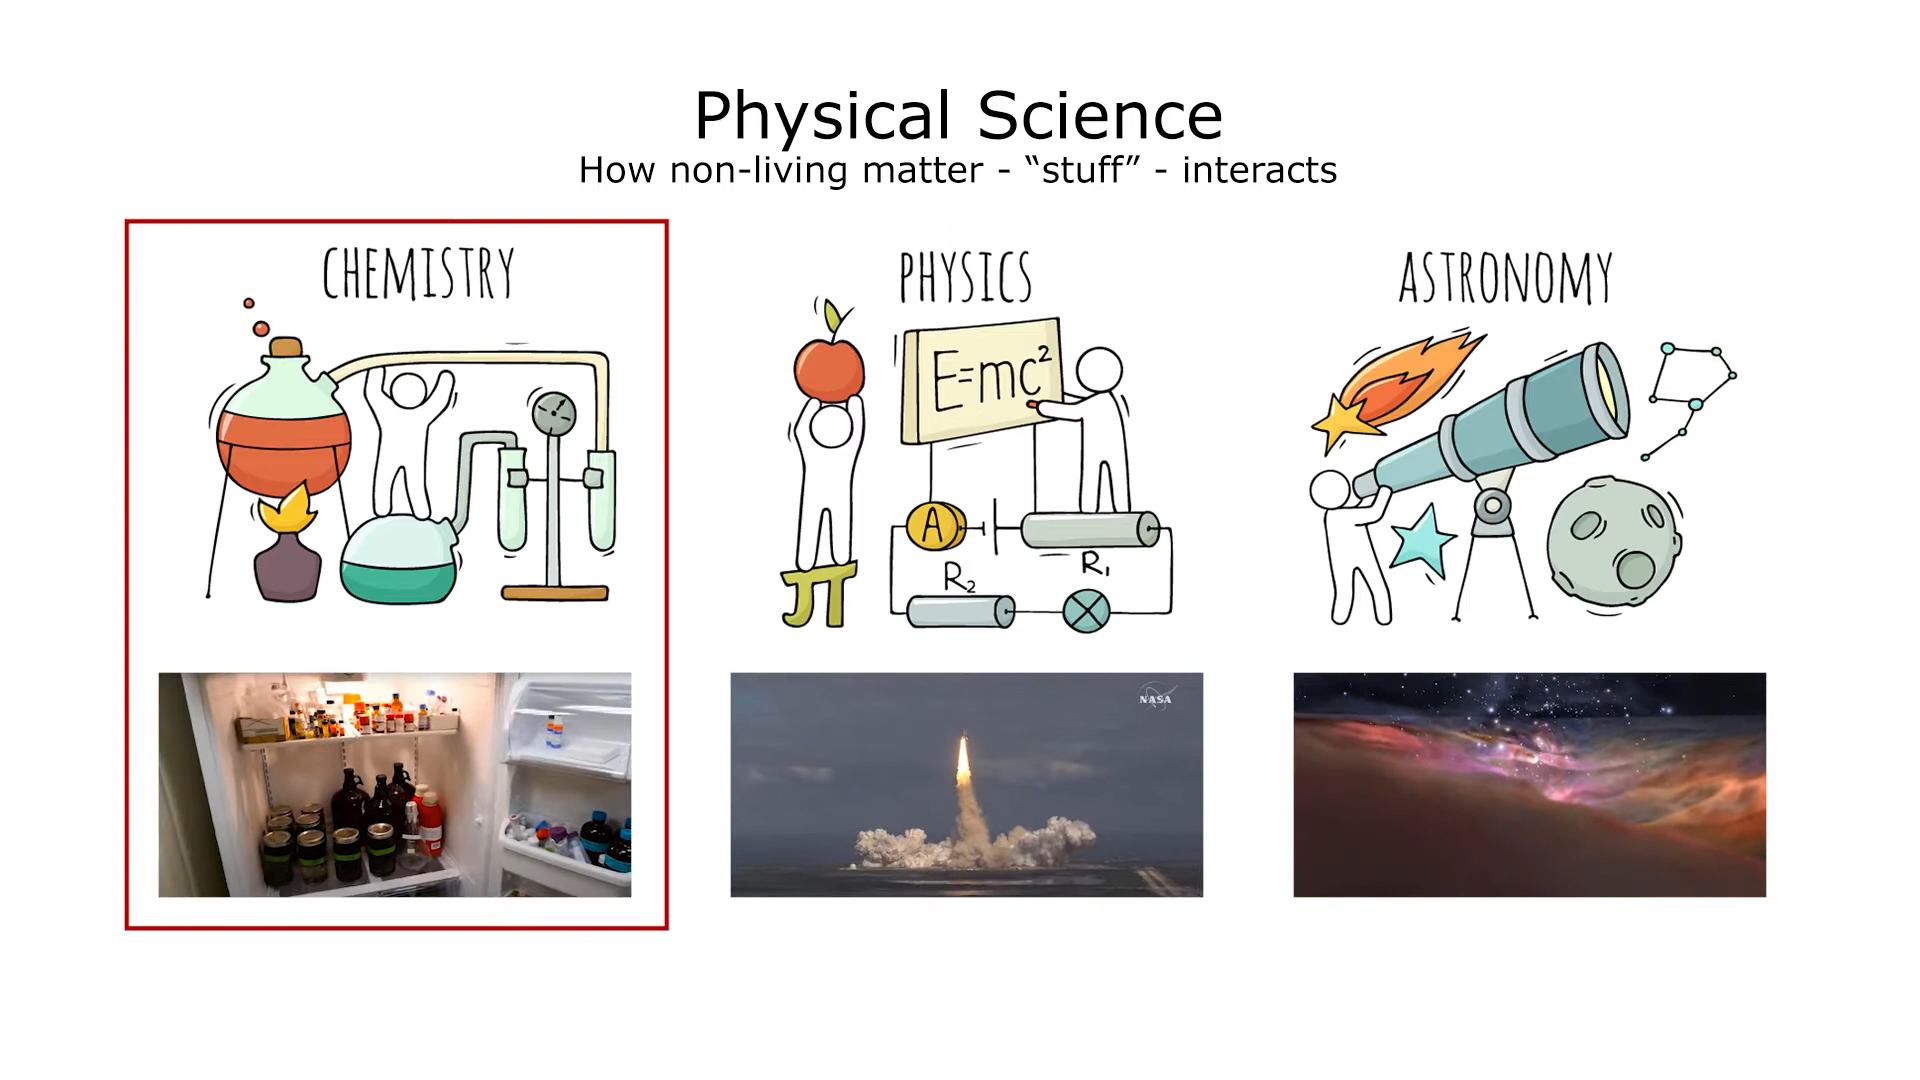 Physical Science
How non-living matter - “stuff” - interacts
CHEMISTRY
PHYSICS
ASTRONOMY
E=mc²
A
R₁
R₂
π
NASA